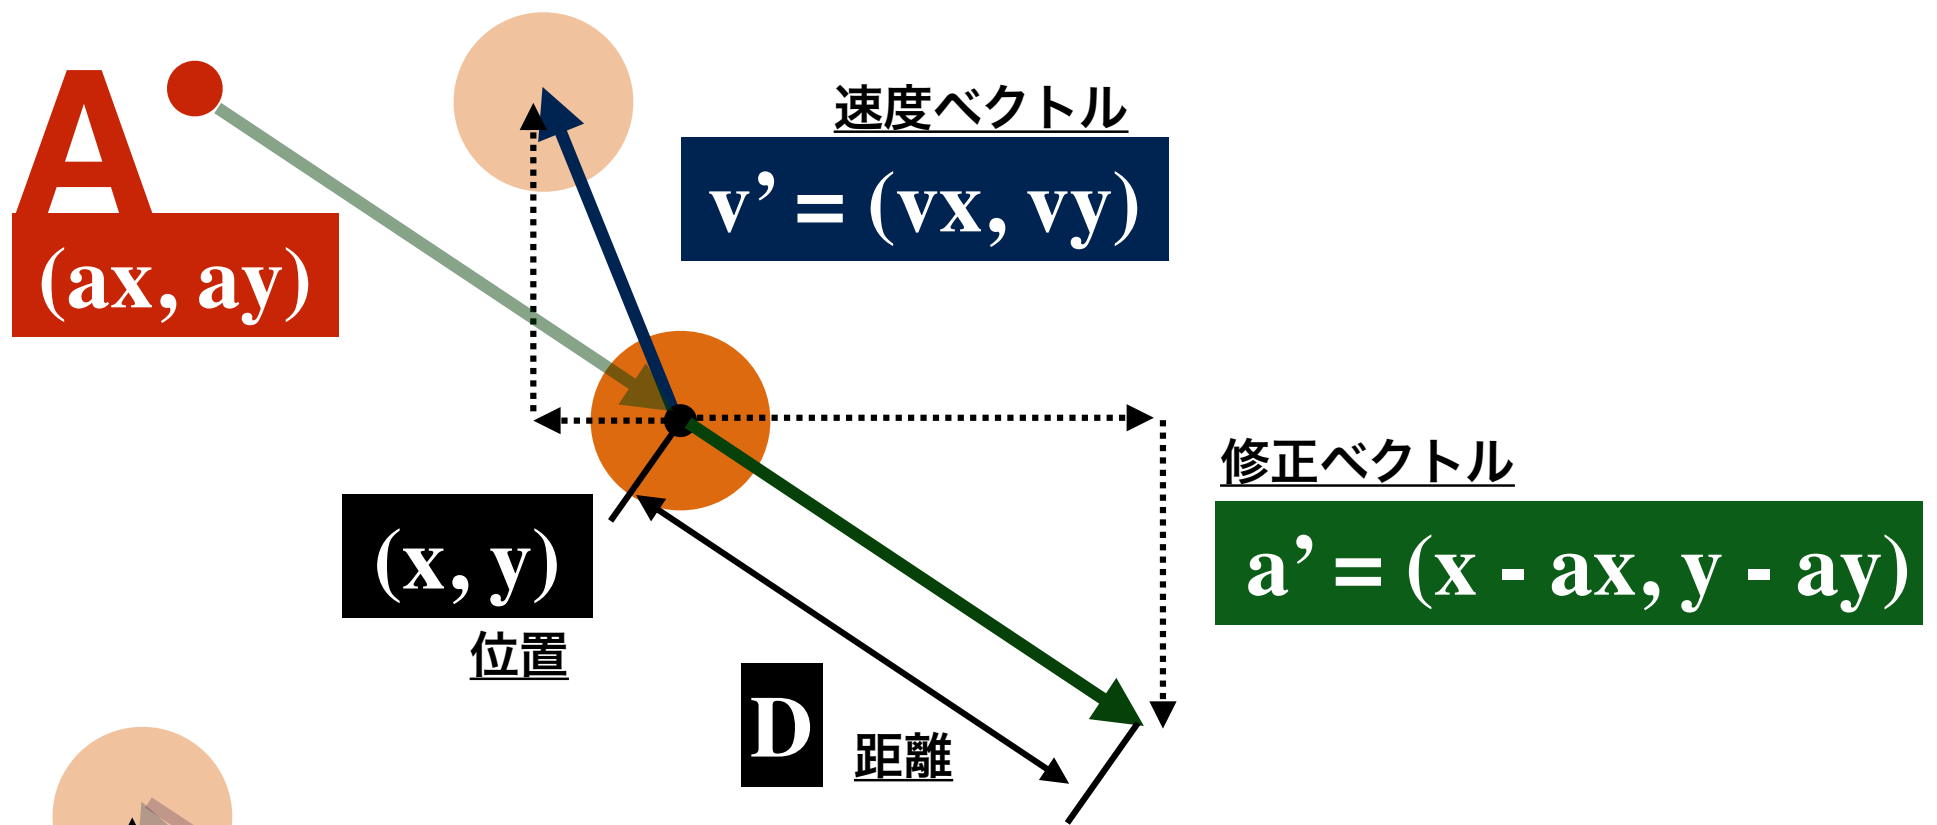 A
(ax, ay)
速度ベクトル
v’ = (vx, vy)
修正ベクトル
a’ = (x - ax, y - ay)
(x, y)
位置
D
距離